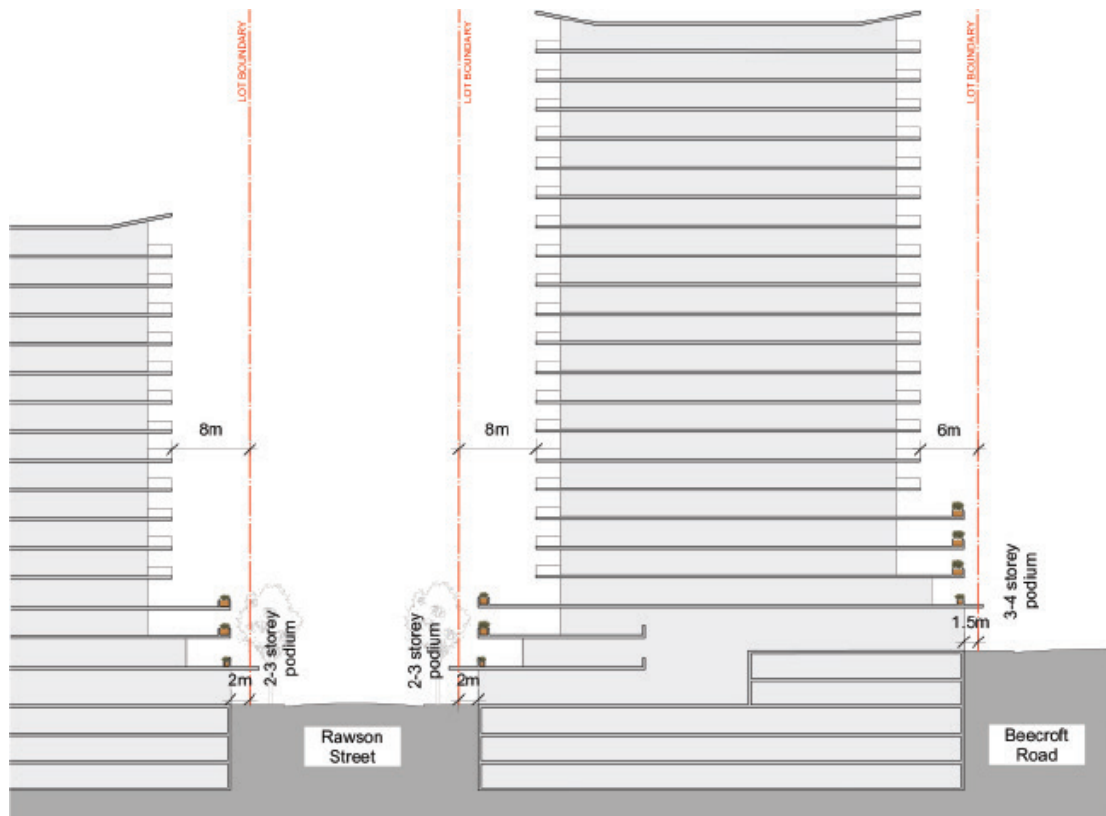 LOT BOUNDARY
LOT BOUNDARY
LOT BOUNDARY
8m
8m
6m
3-4 storey
podium
1.5m
2-3 storey
podium
2-3 storey
podium
2m
2m
Rawson
Street
Beecroft
Road